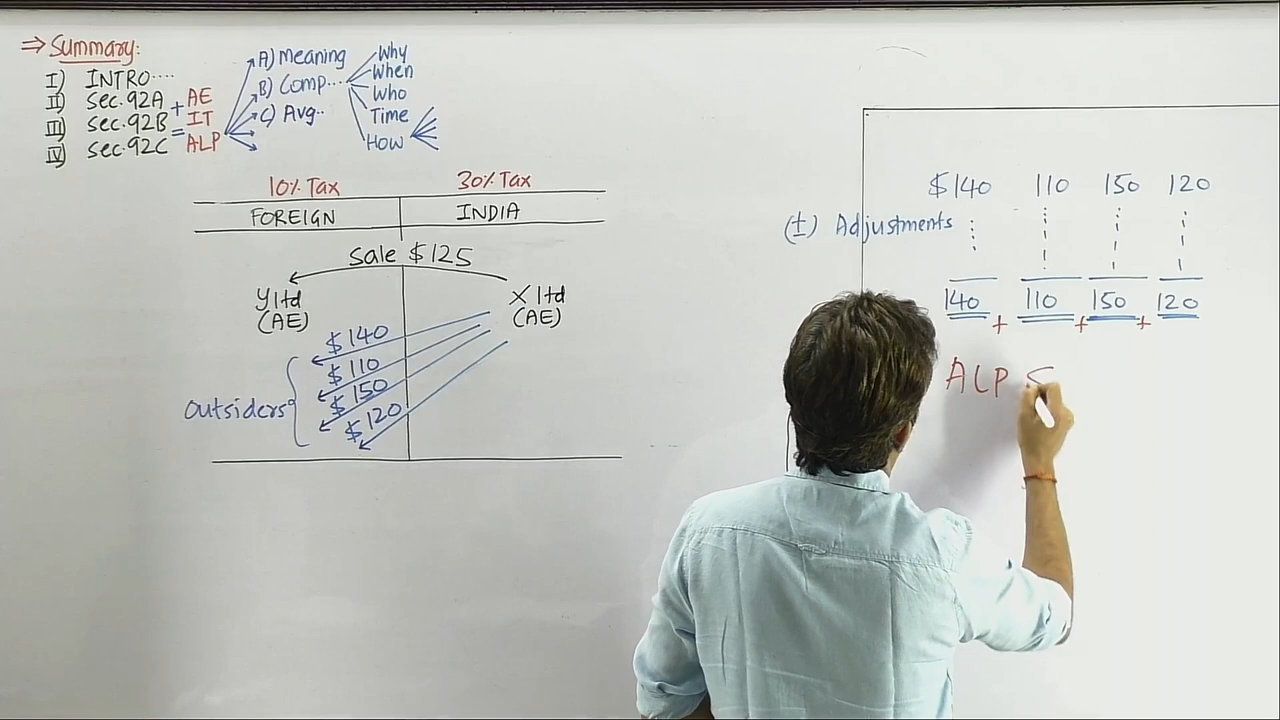 ⇒ Summary:
I) INTRO....
II) sec.92A + AE
III) sec.92B = IT
IV) sec.92C ALP
A) Meaning
B) Comp....
C) Avg..
Why
When
Who
Time
How
10% Tax 30% Tax
FOREIGN INDIA
Sale $125
Y ltd X ltd
(AE) (AE)
$140
$110
$150
$120
outsiders
$140 110 150 120
(±) Adjustments
140 + 110 + 150 + 120
ALP